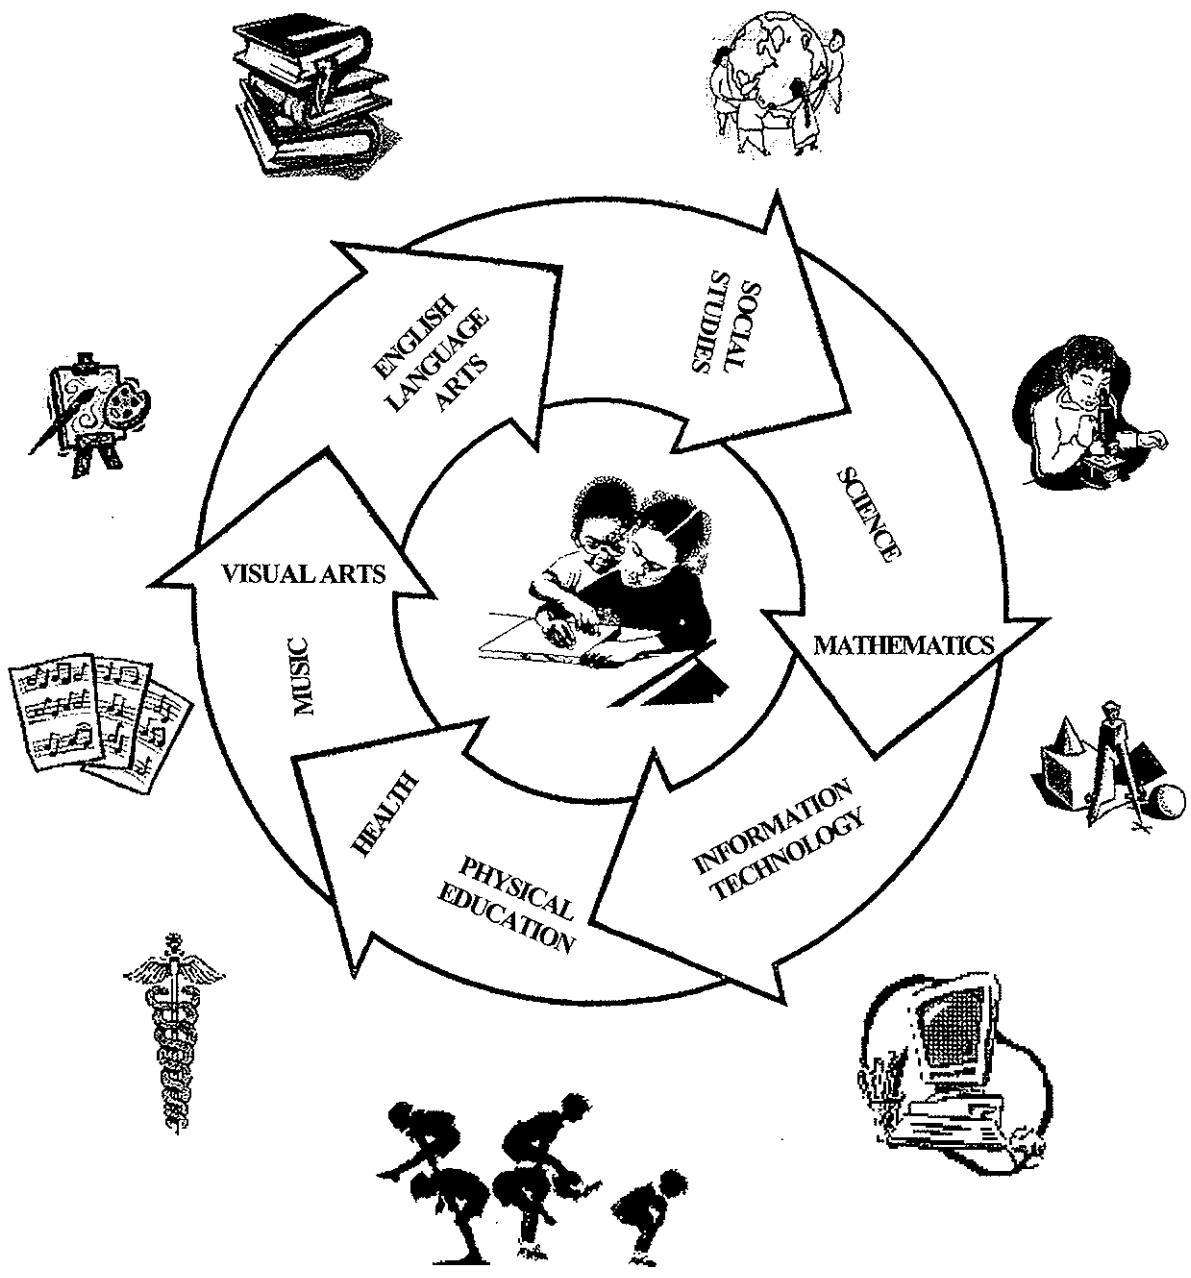 ENGLISH
LANGUAGE
ARTS
SOCIAL
STUDIES
SCIENCE
MATHEMATICS
INFORMATION
TECHNOLOGY
PHYSICAL
EDUCATION
HEALTH
MUSIC
VISUAL ARTS